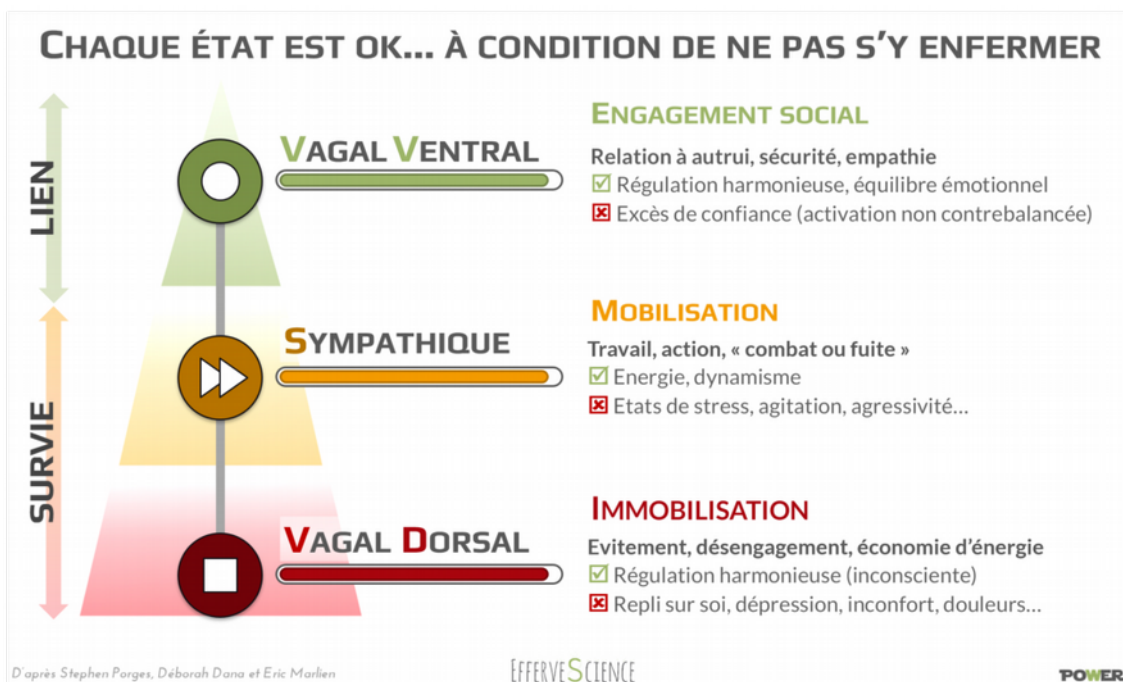 CHAQUE ÉTAT EST OK... À CONDITION DE NE PAS S'Y ENFERMER
LIEN
VAGAL VENTRAL
ENGAGEMENT SOCIAL
Relation à autrui, sécurité, empathie
Régulation harmonieuse, équilibre émotionnel
Excès de confiance (activation non contrebalancée)
SURVIE
SYMPATHIQUE
MOBILISATION
Travail, action, « combat ou fuite »
Energie, dynamisme
Etats de stress, agitation, agressivité...
VAGAL DORSAL
IMMOBILISATION
Evitement, désengagement, économie d'énergie
Régulation harmonieuse (inconsciente)
Repli sur soi, dépression, inconfort, douleurs...
D'après Stephen Porges, Déborah Dana et Eric Marlien
EFFERVESCIENCE
POWER